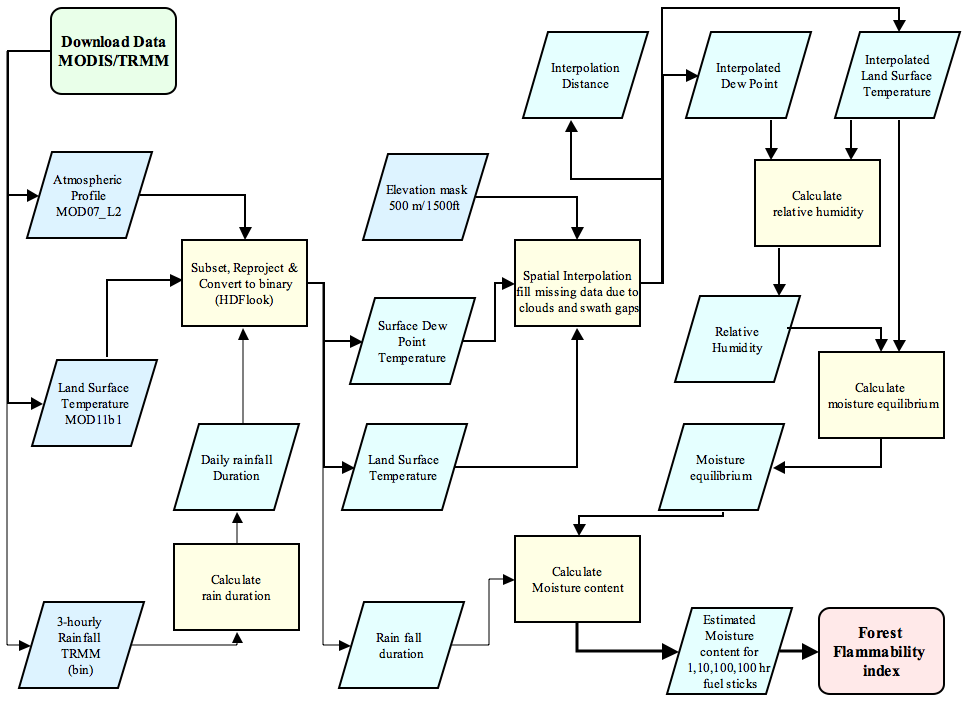 Download Data
MODIS/TRMM
Atmospheric
Profile
MOD07_L2
Land Surface
Temperature
MOD11b1
3-hourly
Rainfall
TRMM
(bin)
Subset, Reproject &
Convert to binary
(HDFlook)
Daily rainfall
Duration
Calculate
rain duration
Elevation mask
500 m/1500ft
Surface Dew
Point
Temperature
Land Surface
Temperature
Rain fall
duration
Interpolation
Distance
Spatial Interpolation
fill missing data due to
clouds and swath gaps
Interpolated
Dew Point
Interpolated
Land Surface
Temperature
Calculate
relative humidity
Relative
Humidity
Calculate
moisture equilibrium
Moisture
equilibrium
Calculate
Moisture content
Estimated
Moisture
content for
1,10,100,100 hr
fuel sticks
Forest
Flammability
index